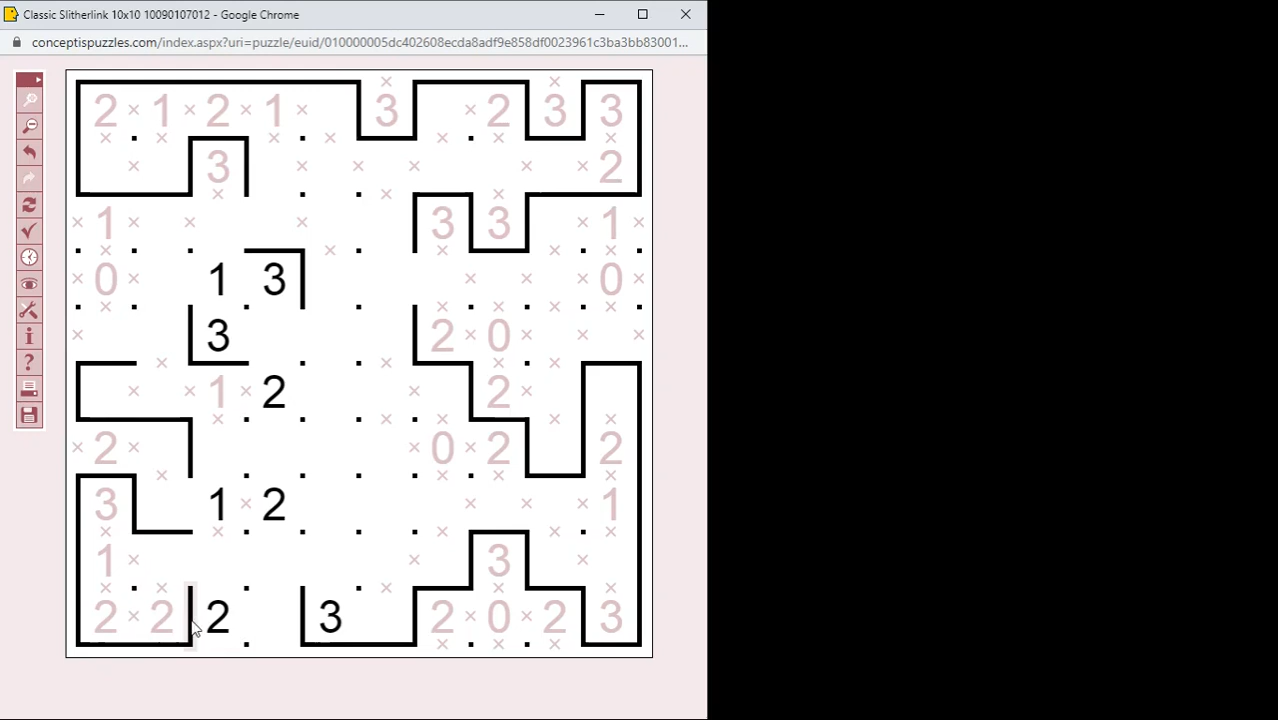 Classic Slitherlink 10x10 10090107012 - Google Chrome
conceptispuzzles.com/index.aspx?uri=puzzle/euid/010000005dc402608ecda8adf9e858df0023961c3ba3bb83001...
2 1 2 1 3 2 3 3
3 2
1 3 3 1
0 1 3 0
3 2 0
1 2 2
2 0 2 2
3 1 2 1
1 3
2 2 2 3 2 0 2 3